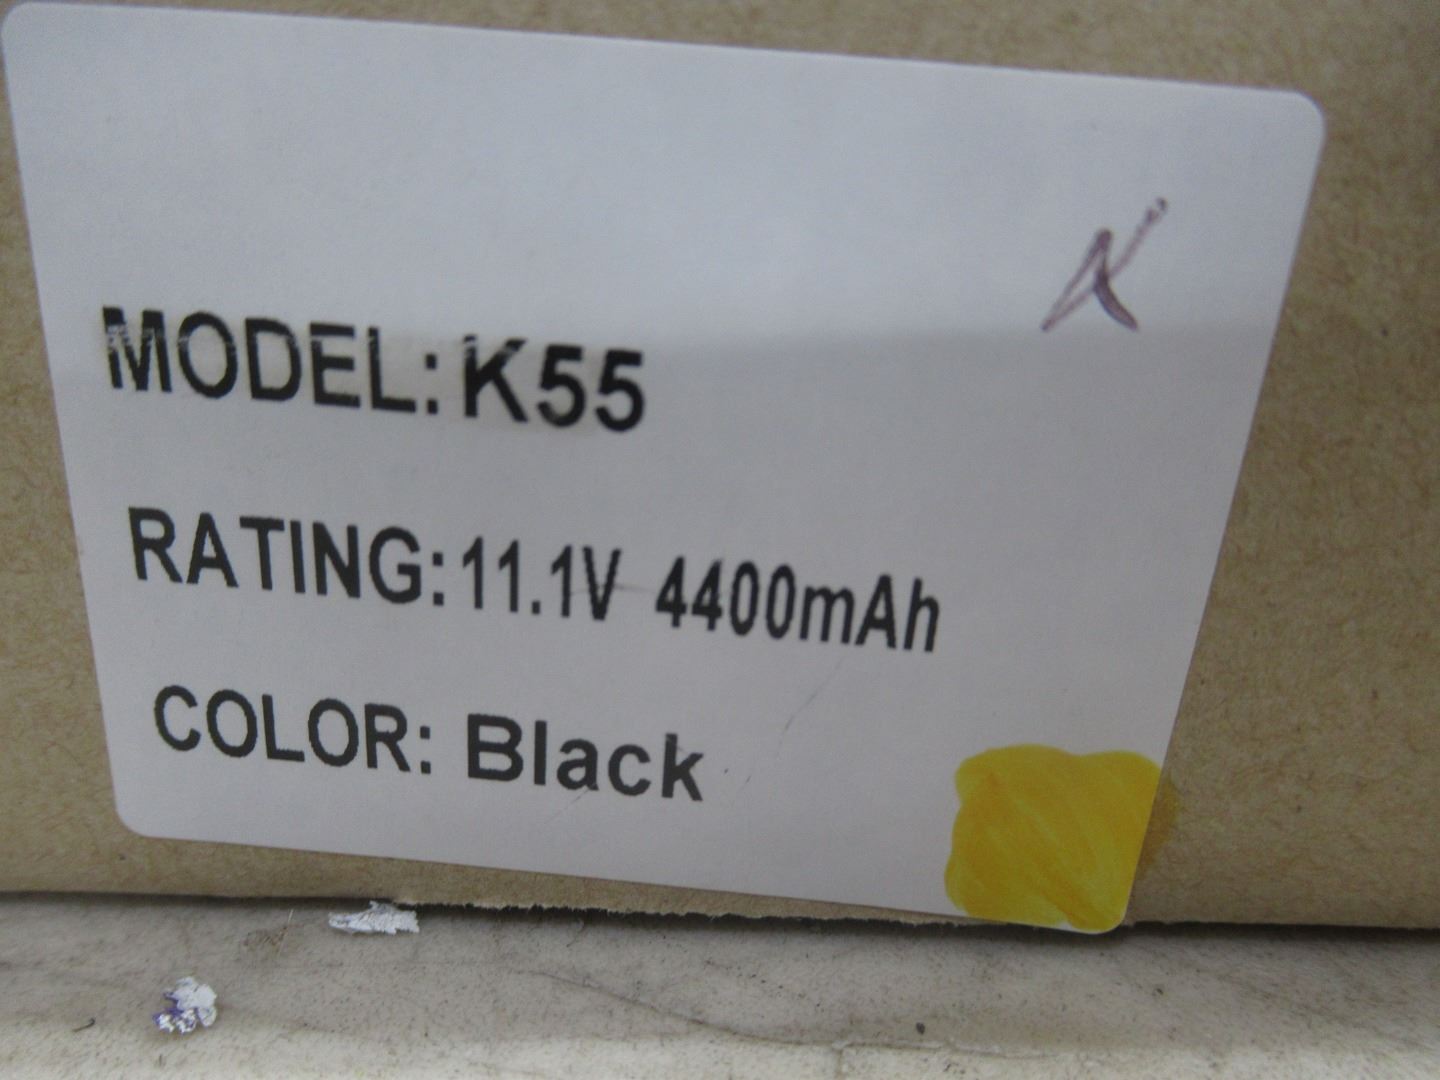 MODEL: K55
RATING: 11.1V 4400mAh
COLOR: Black